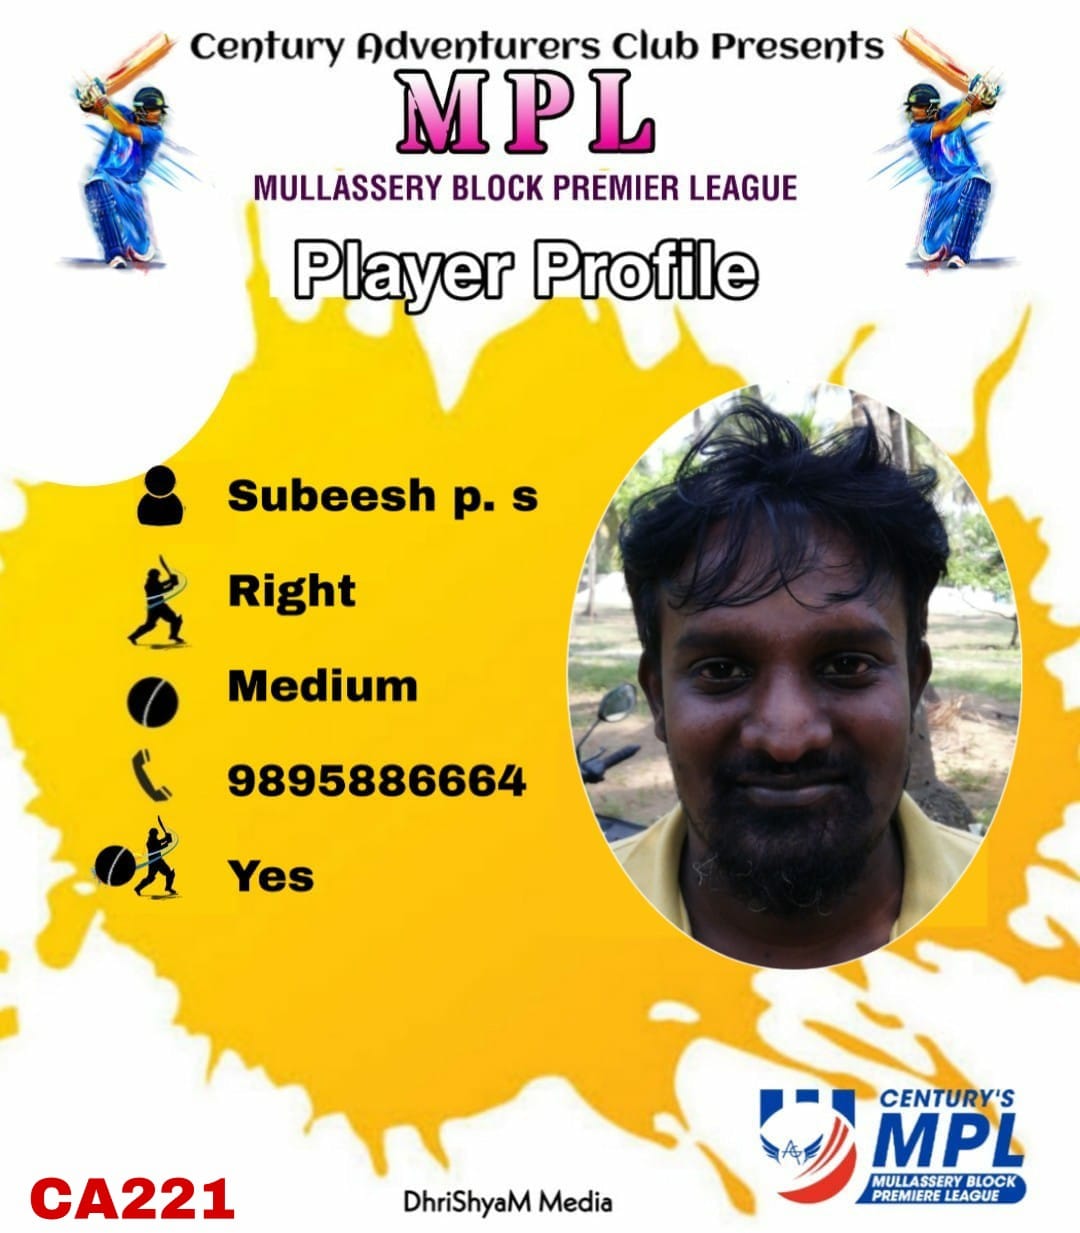 Century Adventurers Club Presents
MPL
MULLASSERY BLOCK PREMIER LEAGUE
Player Profile
Subeesh p. s
Right
Medium
9895886664
Yes
CENTURY'S
MPL
MULLASSERY BLOCK
PREMIERE LEAGUE
CA221
DhriShyaM Media